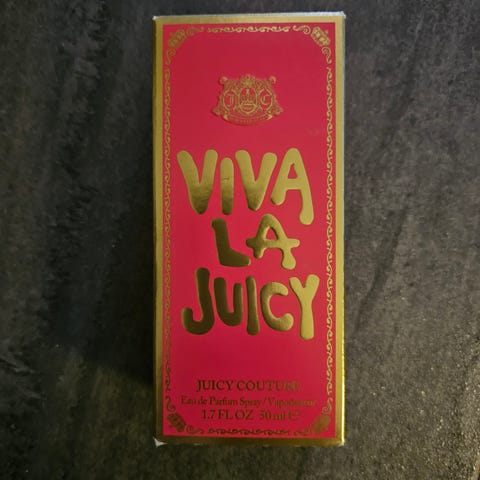 J C
VIVA
LA
JUICY
JUICY COUTURE
Eau de Parfum Spray / Vaporisateur
1.7 FL OZ 50 ml ℮